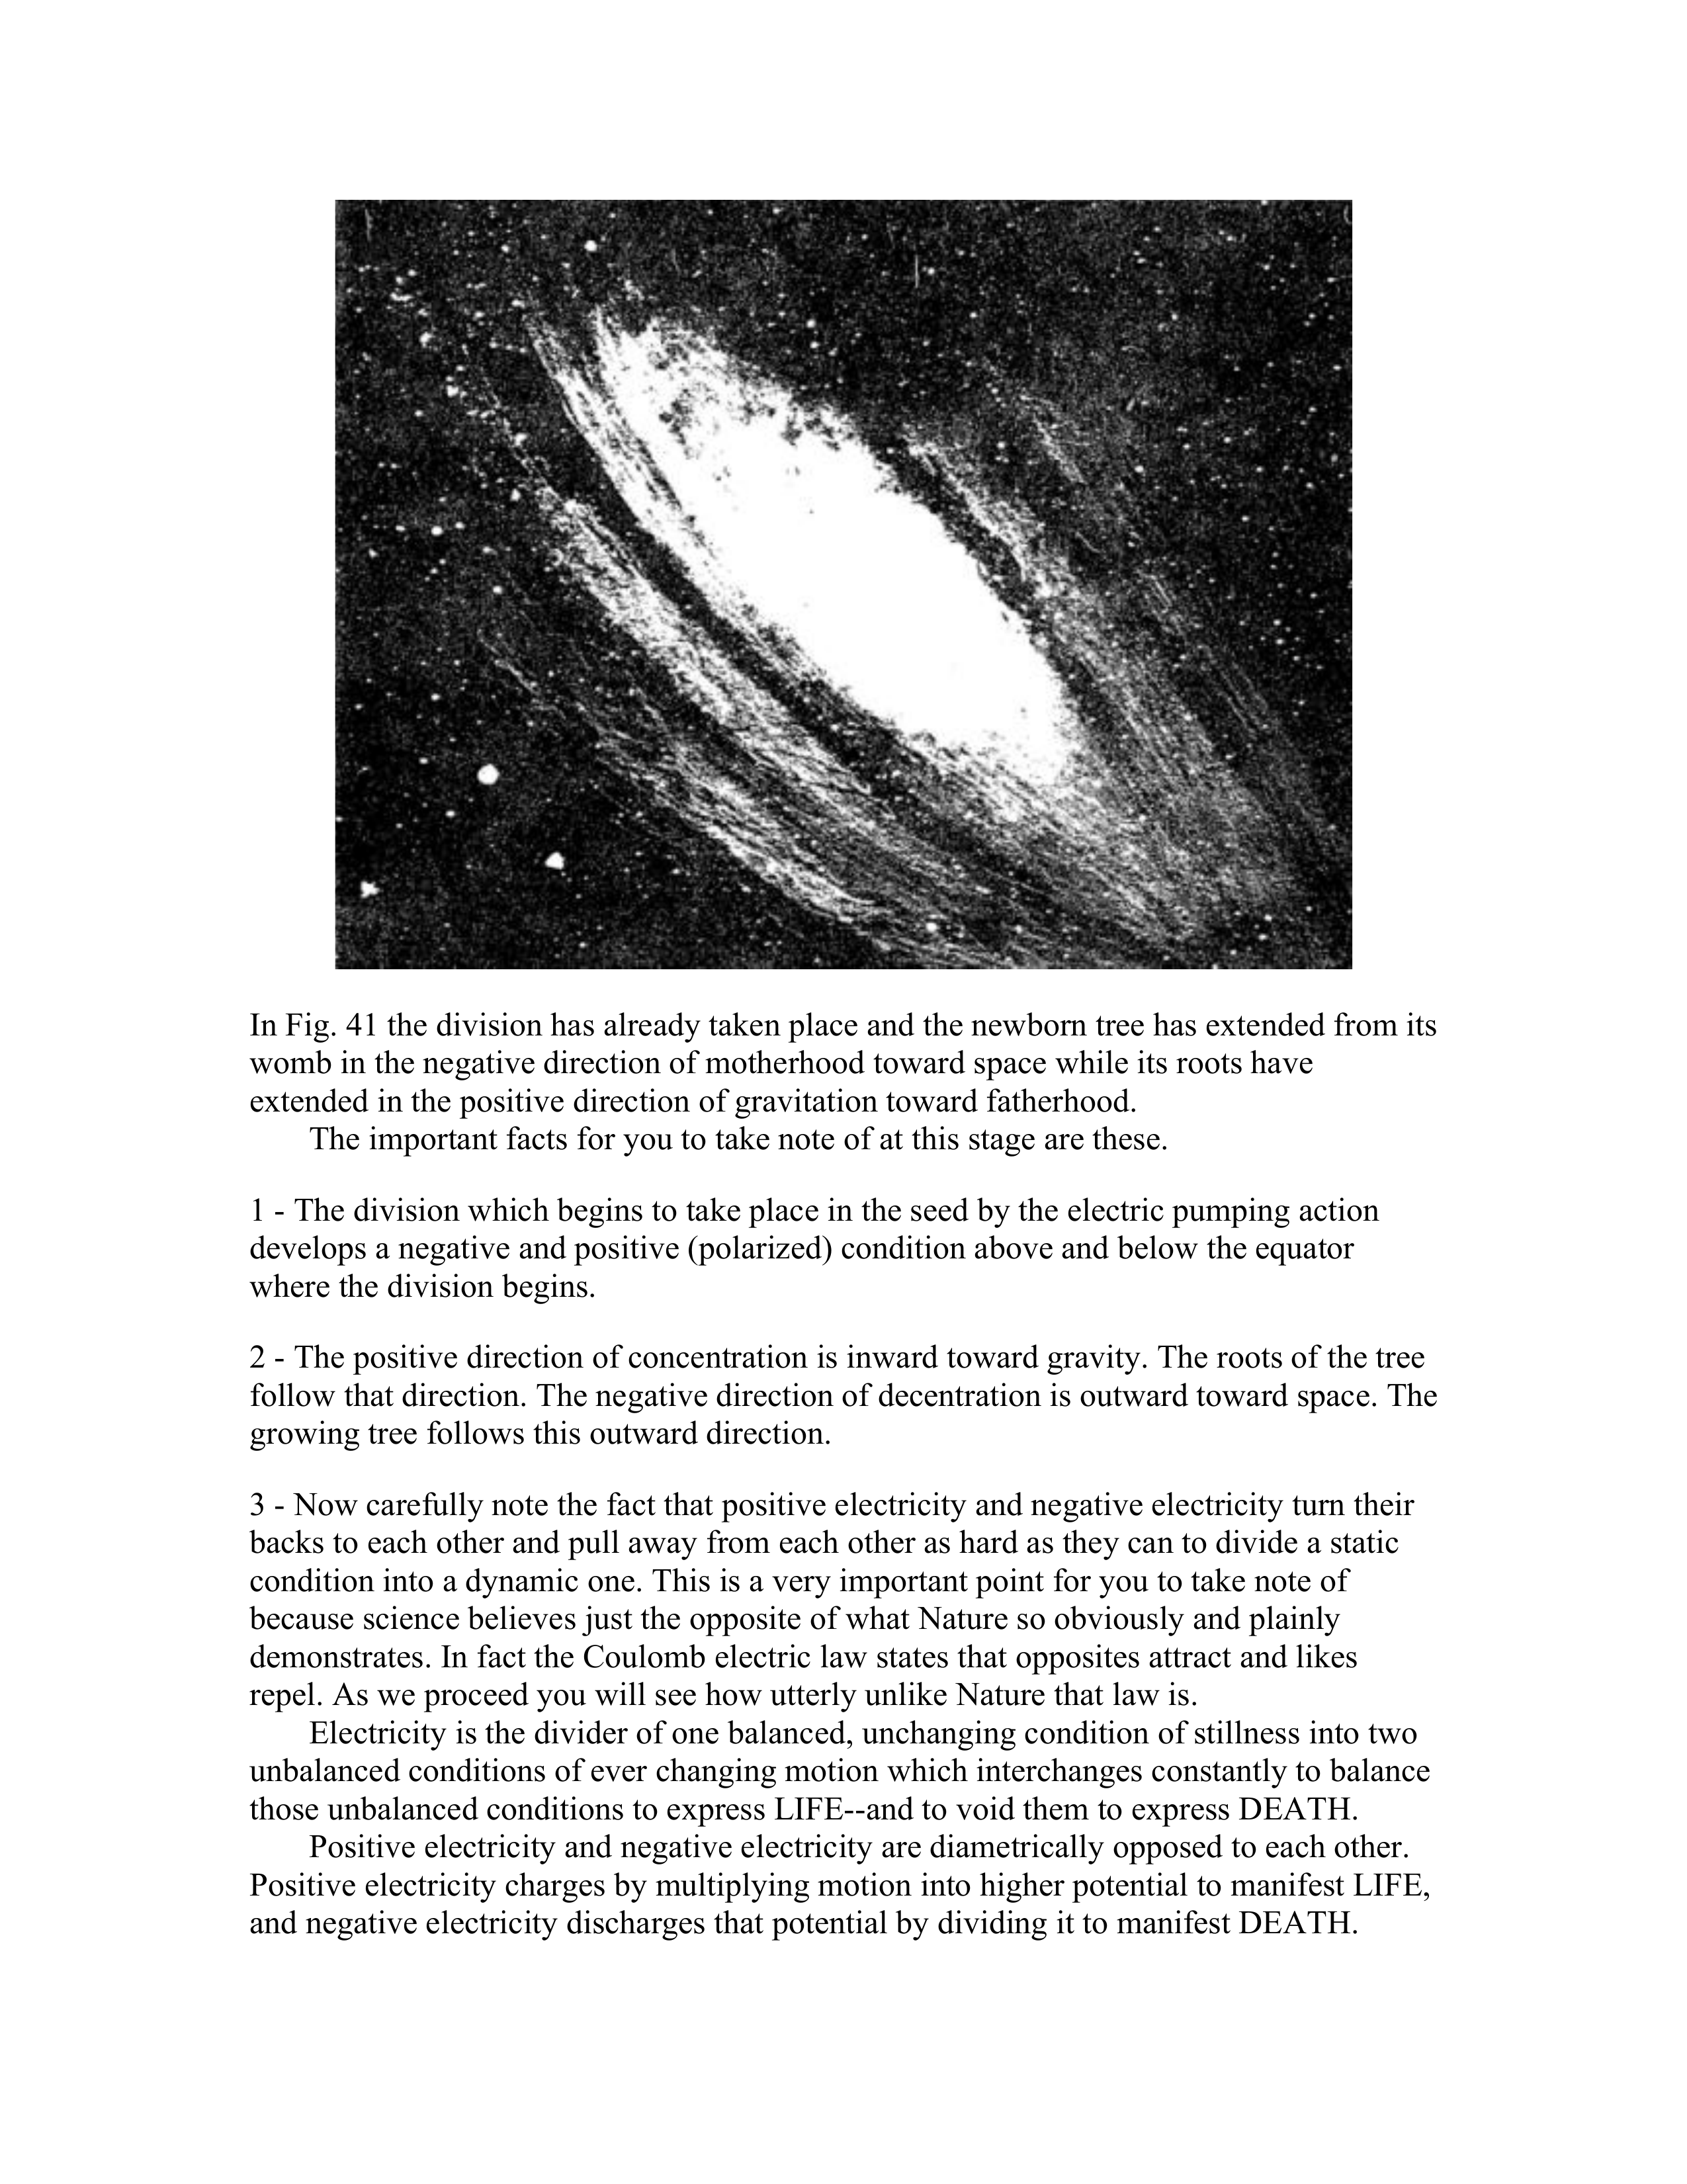 In Fig. 41 the division has already taken place and the newborn tree has extended from its
womb in the negative direction of motherhood toward space while its roots have
extended in the positive direction of gravitation toward fatherhood.
The important facts for you to take note of at this stage are these.
1 - The division which begins to take place in the seed by the electric pumping action
develops a negative and positive (polarized) condition above and below the equator
where the division begins.
2 - The positive direction of concentration is inward toward gravity. The roots of the tree
follow that direction. The negative direction of decentration is outward toward space. The
growing tree follows this outward direction.
3 - Now carefully note the fact that positive electricity and negative electricity turn their
backs to each other and pull away from each other as hard as they can to divide a static
condition into a dynamic one. This is a very important point for you to take note of
because science believes just the opposite of what Nature so obviously and plainly
demonstrates. In fact the Coulomb electric law states that opposites attract and likes
repel. As we proceed you will see how utterly unlike Nature that law is.
Electricity is the divider of one balanced, unchanging condition of stillness into two
unbalanced conditions of ever changing motion which interchanges constantly to balance
those unbalanced conditions to express LIFE--and to void them to express DEATH.
Positive electricity and negative electricity are diametrically opposed to each other.
Positive electricity charges by multiplying motion into higher potential to manifest LIFE,
and negative electricity discharges that potential by dividing it to manifest DEATH.